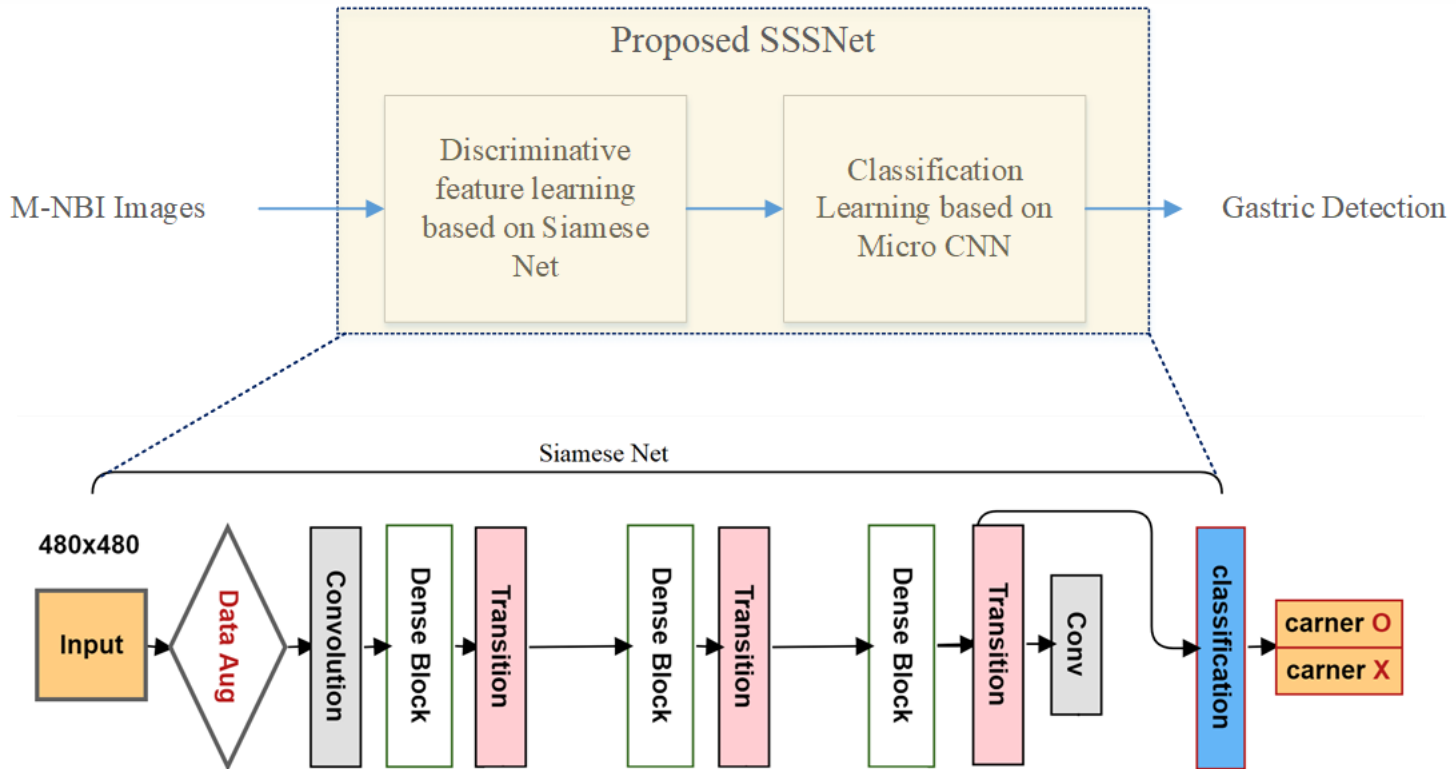 Proposed SSSNet
M-NBI Images
Discriminative
feature learning
based on Siamese
Net
Classification
Learning based on
Micro CNN
Gastric Detection
Siamese Net
480x480
Input
Data Aug
Convolution
Dense Block
Transition
Dense Block
Transition
Dense Block
Transition
Conv
classification
carner O
carner X